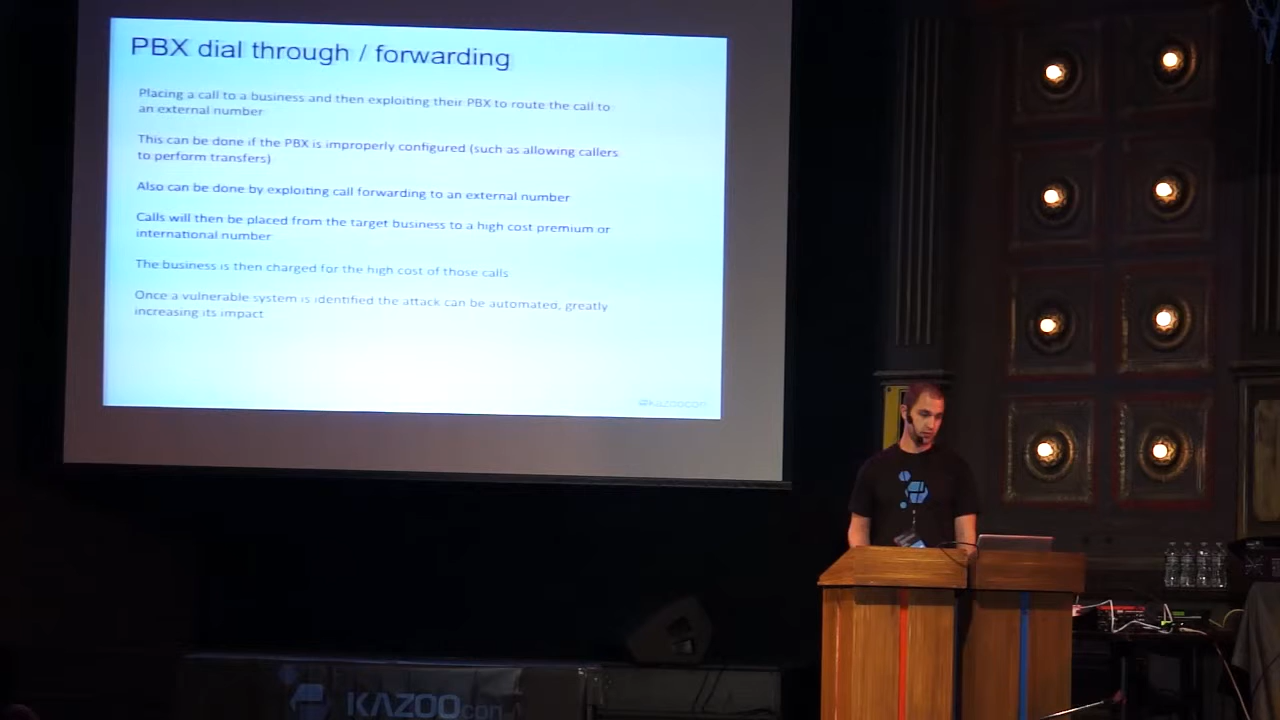 PBX dial through / forwarding
Placing a call to a business and then exploiting their PBX to route the call to
an external number
This can be done if the PBX is improperly configured (such as allowing callers
to perform transfers)
Also can be done by exploiting call forwarding to an external number
Calls will then be placed from the target business to a high cost premium or
international number
The business is then charged for the high cost of those calls
Once a vulnerable system is identified the attack can be automated, greatly
increasing its impact
#kazoocon
KAZOOcon